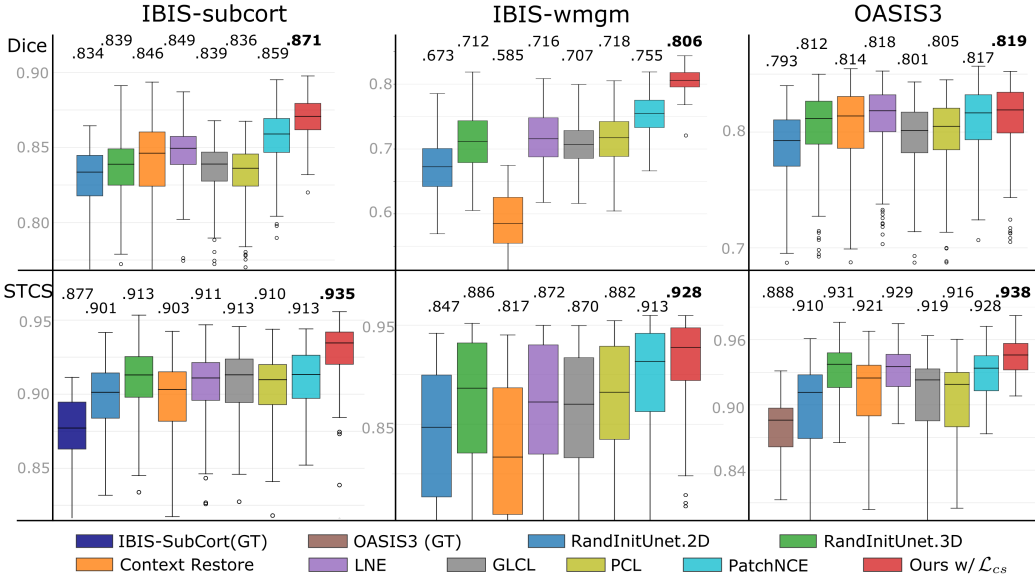 IBIS-subcort IBIS-wmgm OASIS3
Dice
.834 .839 .846 .849 .839 .836 .859 .871
.673 .712 .585 .716 .707 .718 .755 .806
.793 .812 .814 .818 .801 .805 .817 .819
0.90
0.85
0.80
0.8
0.7
0.6
0.8
0.7
STCS
.877 .901 .913 .903 .911 .913 .910 .913 .935
.847 .886 .817 .872 .870 .882 .913 .928
.888 .910 .931 .921 .929 .919 .916 .928 .938
0.95
0.90
0.85
0.95
0.85
0.96
0.90
0.84
IBIS-SubCort(GT) OASIS3 (GT) RandInitUnet.2D RandInitUnet.3D
Context Restore LNE GLCL PCL PatchNCE Ours w/ ℒcs